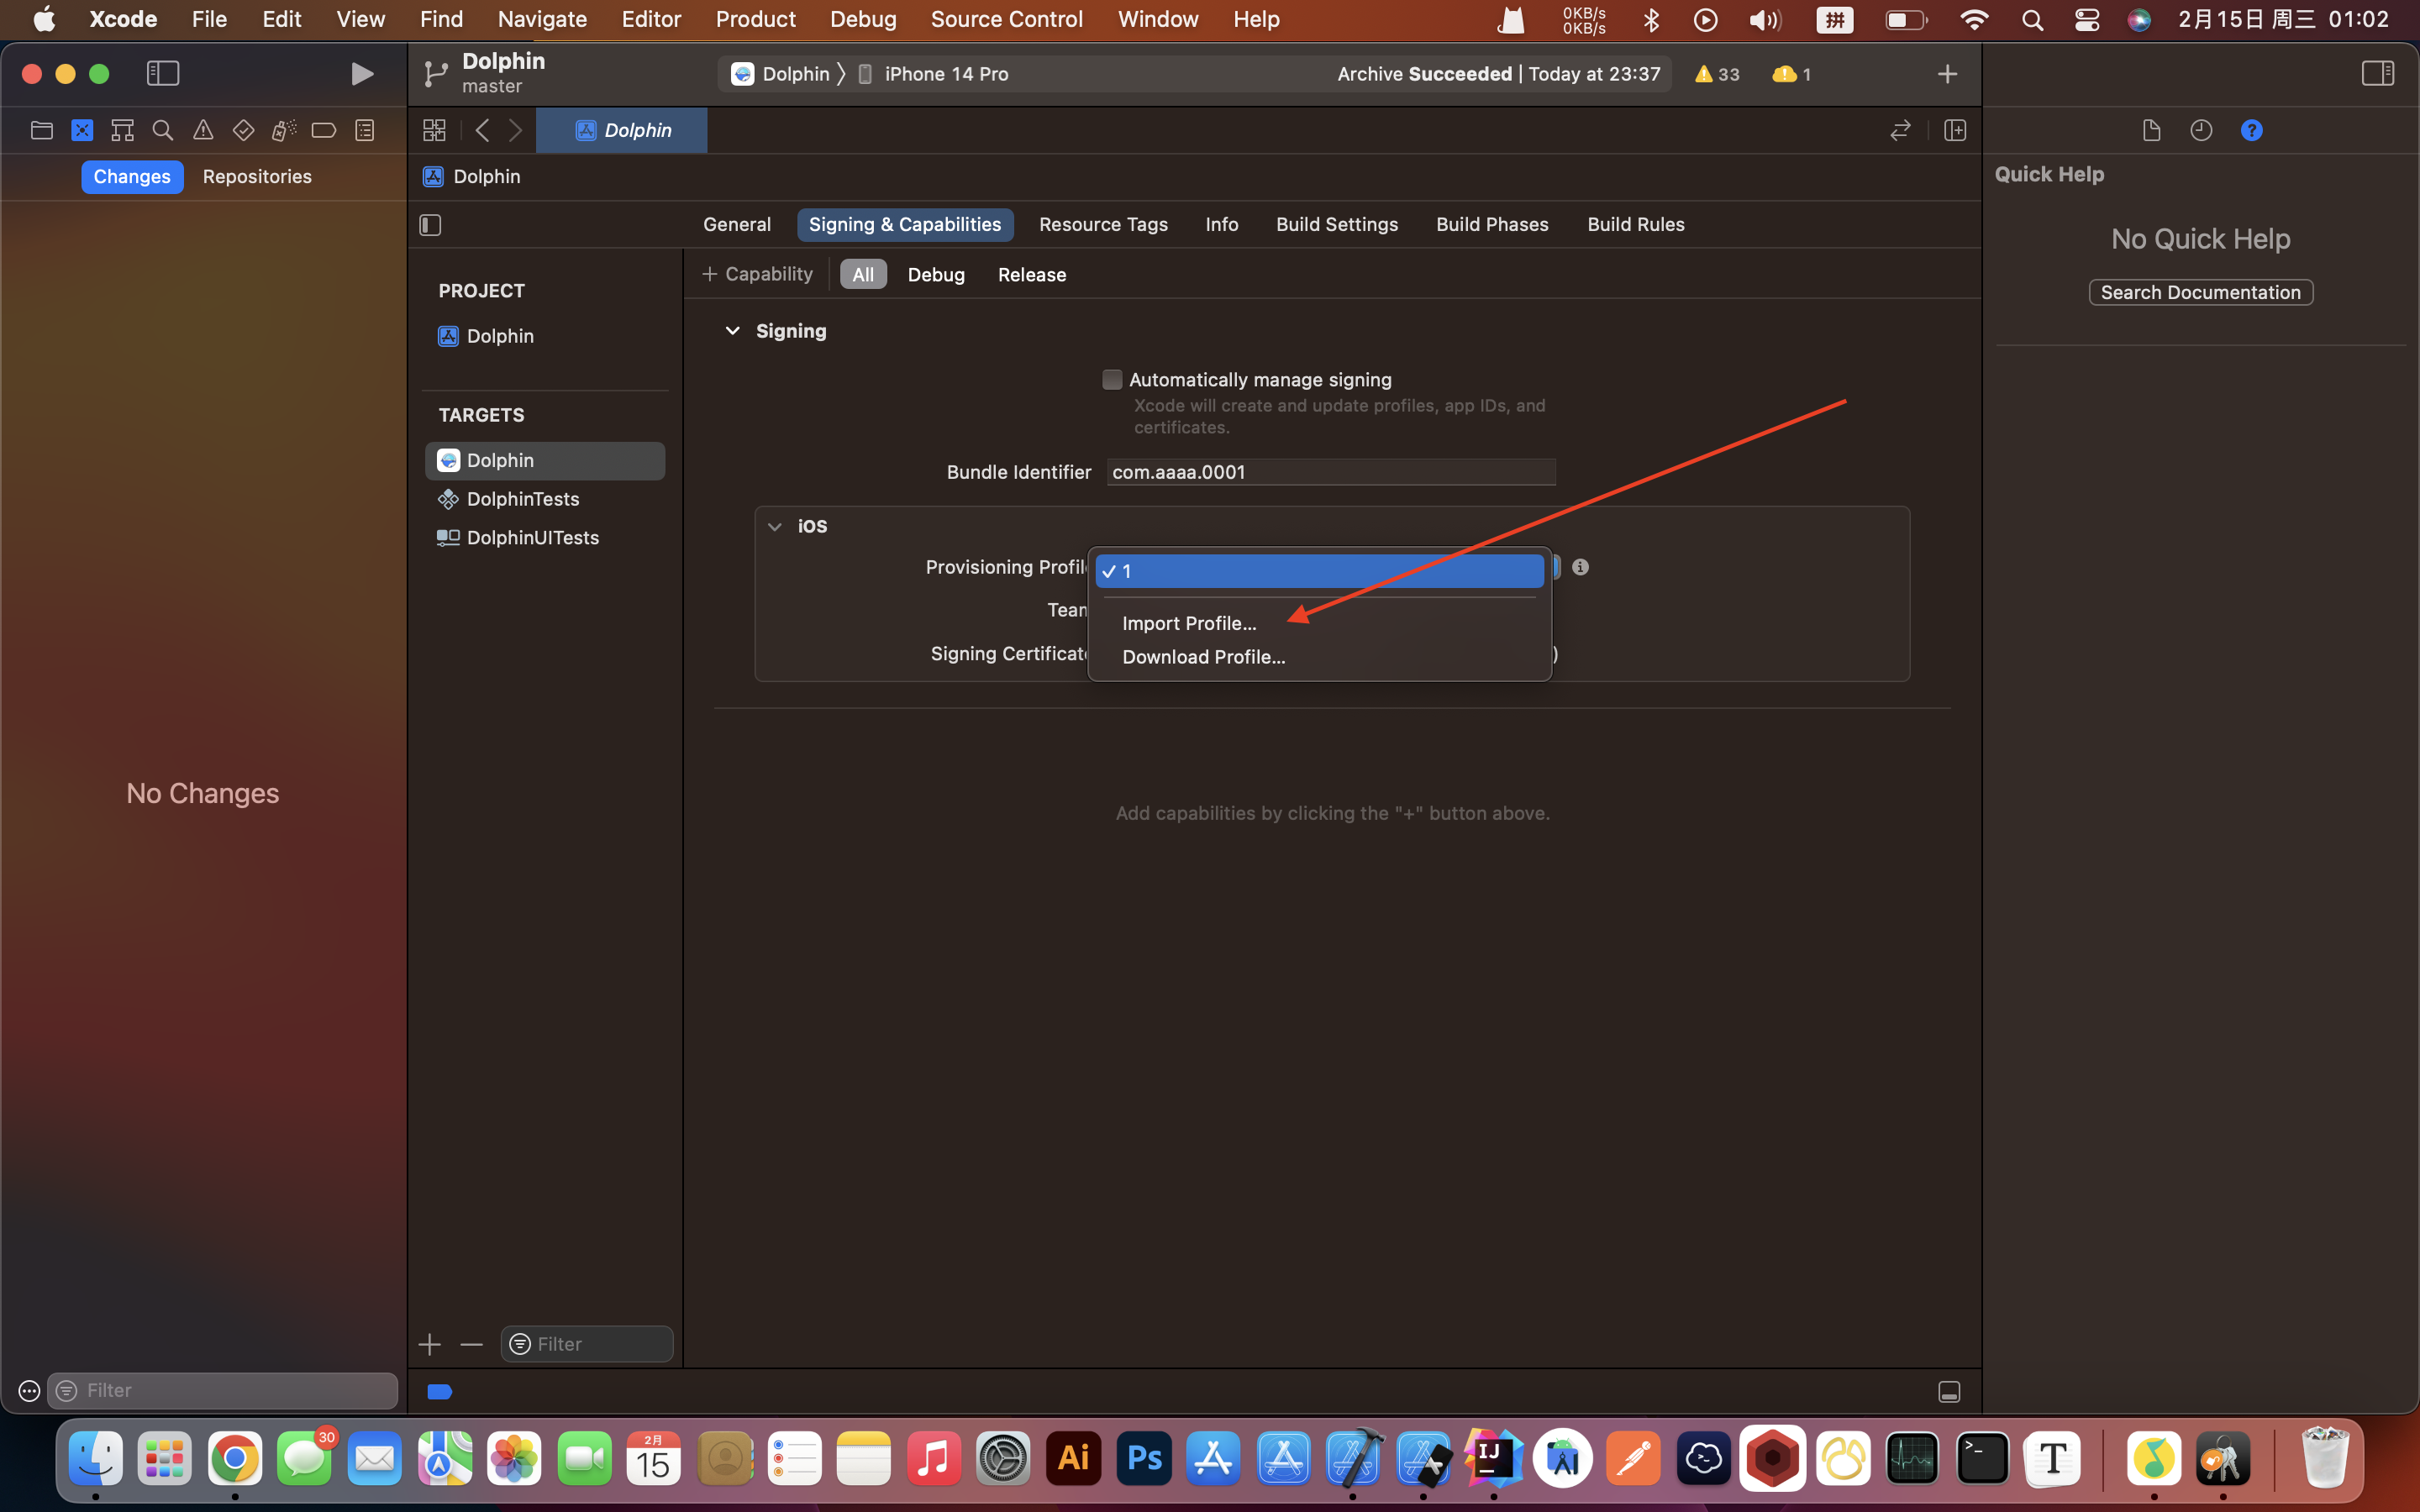 Xcode File Edit View Find Navigate Editor Product Debug Source Control Window Help
0KB/s
0KB/s
拼
2月15日 周三 01:02
Dolphin
master
Dolphin 〉 iPhone 14 Pro
Archive Succeeded | Today at 23:37
33
1
Dolphin
Changes Repositories
Dolphin
General Signing & Capabilities Resource Tags Info Build Settings Build Phases Build Rules
+ Capability All Debug Release
PROJECT
Dolphin
TARGETS
Dolphin
DolphinTests
DolphinUITests
Signing
Automatically manage signing
Xcode will create and update profiles, app IDs, and
certificates.
Bundle Identifier com.aaaa.0001
iOS
Provisioning Profil
1
Team
Import Profile...
Signing Certificat
Download Profile...
)
Add capabilities by clicking the "+" button above.
No Changes
Quick Help
No Quick Help
Search Documentation
Filter
Filter
30
2月
15
Ai
Ps
IJ
T